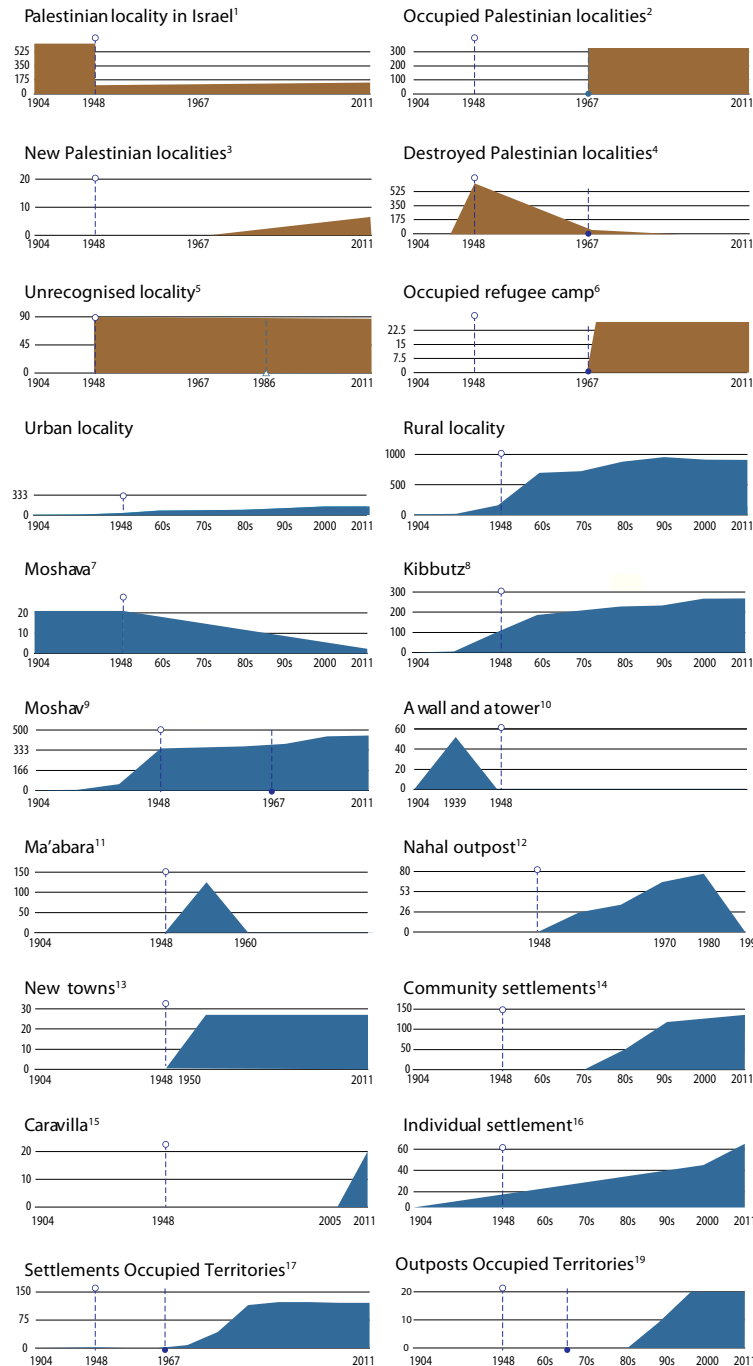 Palestinian locality in Israel¹
525
350
175
0
1904 1948 1967 2011
Occupied Palestinian localities²
300
200
100
0
1904 1948 1967 2011
New Palestinian localities³
20
10
0
1904 1948 1967 2011
Destroyed Palestinian localities⁴
525
350
175
0
1904 1948 1967 2011
Unrecognised locality⁵
90
45
0
1904 1948 1967 1986 2011
Occupied refugee camp⁶
22.5
15
7.5
0
1904 1948 1967 2011
Urban locality
333
0
1904 1948 60s 70s 80s 90s 2000 2011
Rural locality
1000
500
0
1904 1948 60s 70s 80s 90s 2000 2011
Moshava⁷
20
10
0
1904 1948 60s 70s 80s 90s 2000 2011
Kibbutz⁸
300
200
100
0
1904 1948 60s 70s 80s 90s 2000 2011
Moshav⁹
500
333
166
0
1904 1948 1967 2011
A wall and a tower¹⁰
60
40
20
0
1904 1939 1948
Ma'abara¹¹
150
100
50
0
1904 1948 1960
Nahal outpost¹²
80
53
26
0
1948 1970 1980
New towns¹³
30
20
10
0
1904 1948 1950 2011
Community settlements¹⁴
150
100
50
0
1904 1948 60s 70s 80s 90s 2000 2011
Caravilla¹⁵
20
10
0
1904 1948 2005 2011
Individual settlement¹⁶
60
40
20
0
1904 1948 60s 70s 80s 90s 2000 2011
Settlements Occupied Territories¹⁷
150
75
0
1904 1948 1967 2011
Outposts Occupied Territories¹⁹
20
10
0
1904 1948 60s 70s 80s 90s 2000 2011